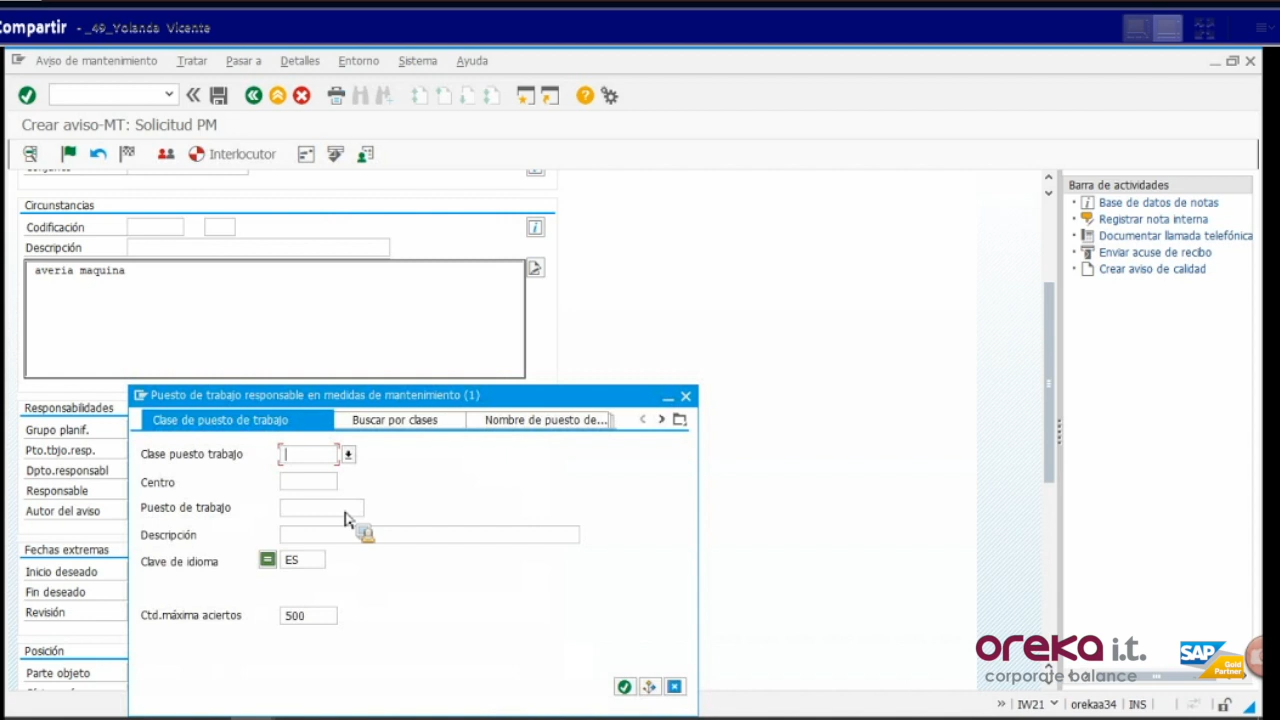 Compartir - _49_Yolanda Vicente
Aviso de mantenimiento Tratar Pasar a Detalles Entorno Sistema Ayuda
Crear aviso-MT: Solicitud PM
Interlocutor
Barra de actividades
Base de datos de notas
Registrar nota interna
Documentar llamada telefónica
Enviar acuse de recibo
Crear aviso de calidad
Circunstancias
Codificación
Descripción
averia maquina
Responsabilidades
Grupo planif.
Pto.tbjo.resp.
Dpto.responsabl
Responsable
Autor del aviso
Fechas extremas
Inicio deseado
Fin deseado
Revisión
Posición
Parte objeto
Puesto de trabajo responsable en medidas de mantenimiento (1)
Clase de puesto de trabajo Buscar por clases Nombre de puesto de...
Clase puesto trabajo
Centro
Puesto de trabajo
Descripción
Clave de idioma ES
Ctd.máxima aciertos 500
oreka i.t.
corporate balance
SAP
Gold Partner
IW21 orekaa34 INS